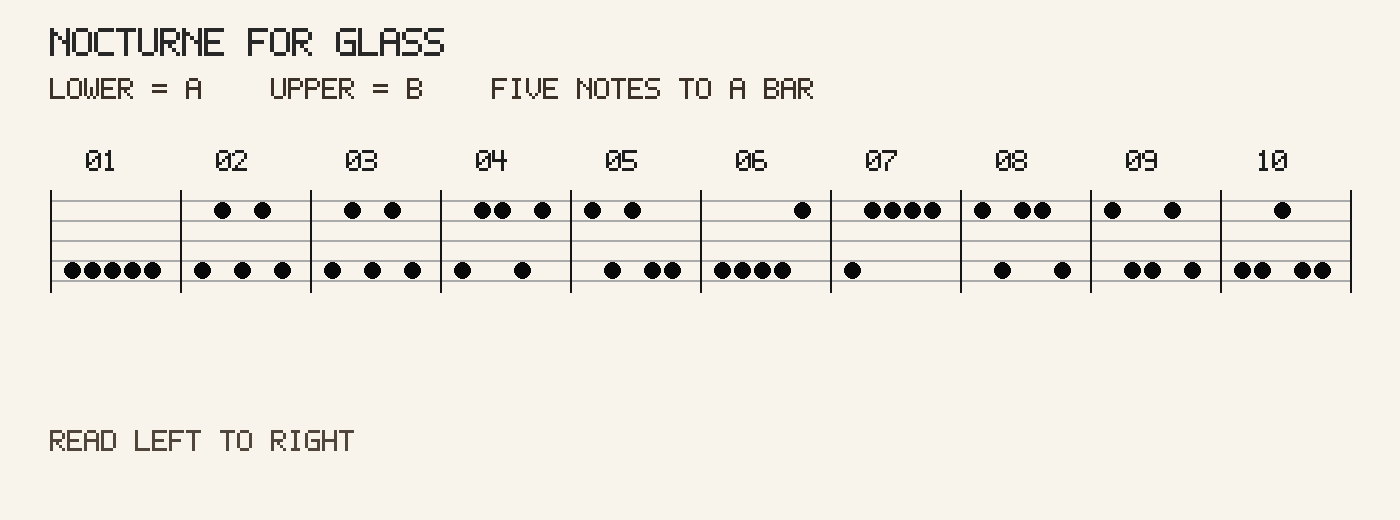 NOCTURNE FOR GLASS
LOWER = A UPPER = B FIVE NOTES TO A BAR
01 02 03 04 05 06 07 08 09 10
READ LEFT TO RIGHT